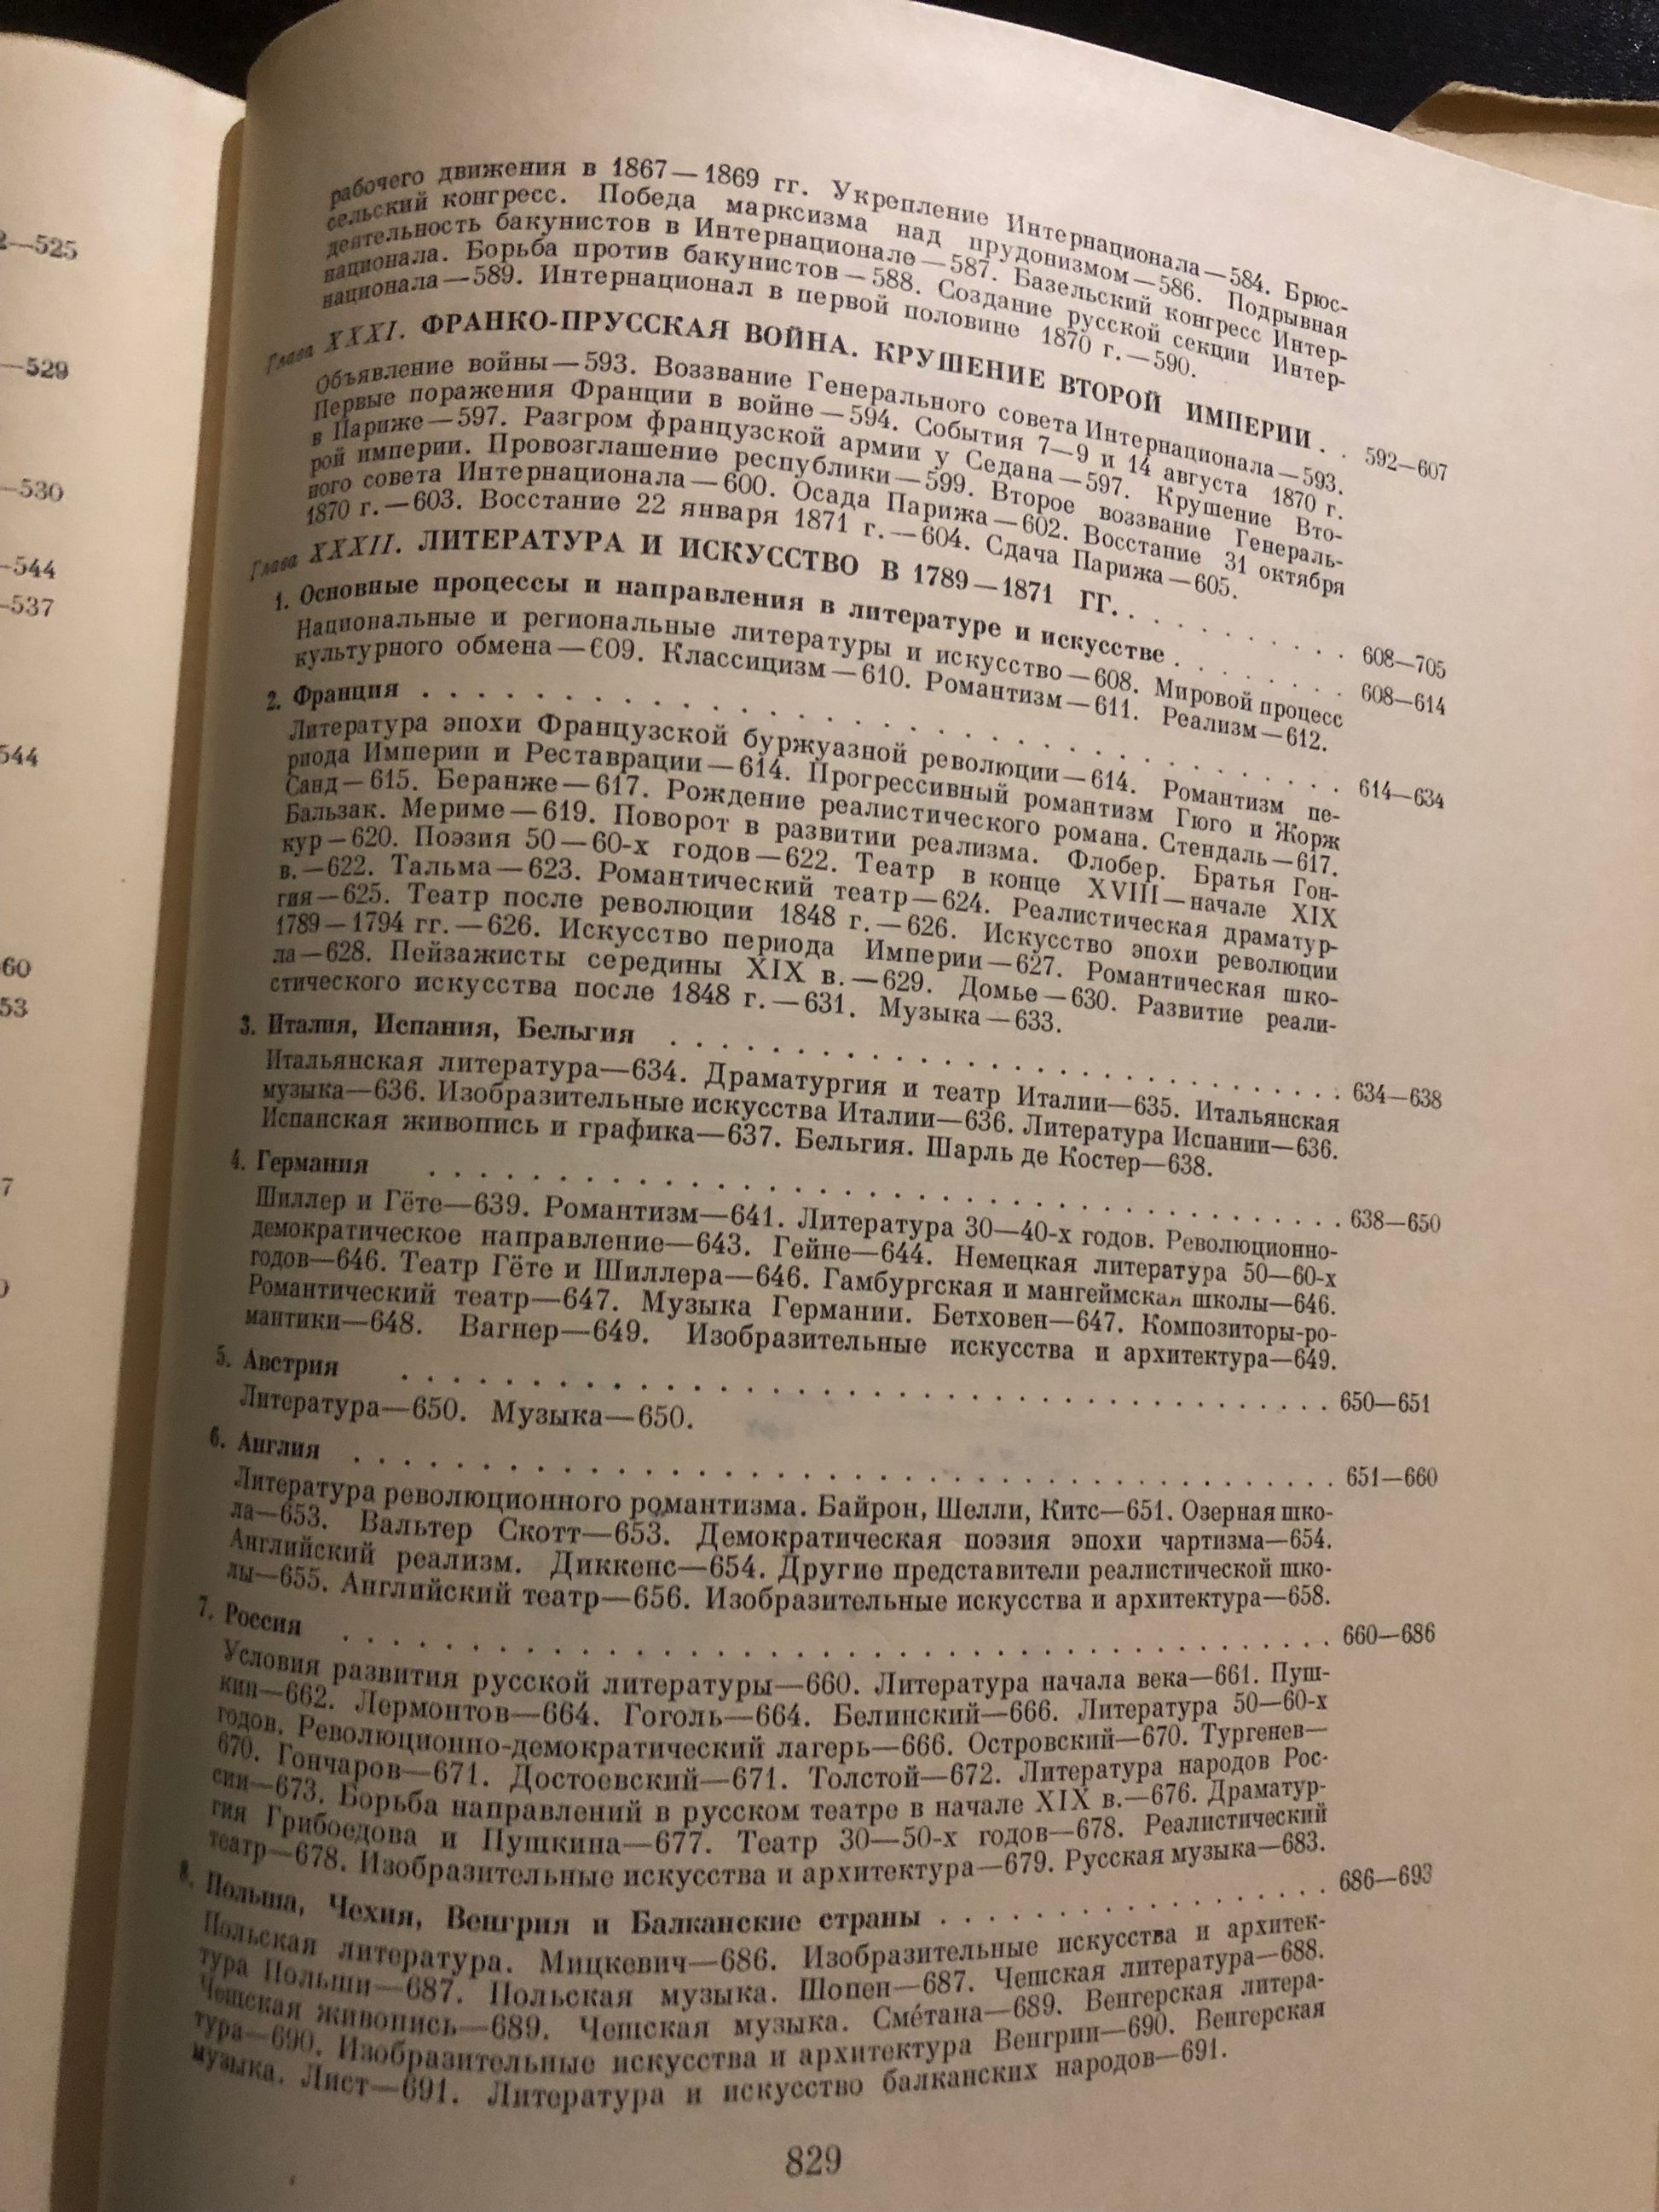 2—525
—529
—530
—544
—537
544
60
53
7
рабочего движения в 1867—1869 гг. Укрепление Интернационала—584. Брюс-
сельский конгресс. Победа марксизма над прудонизмом—586. Подрывная
деятельность бакунистов в Интернационале—587. Базельский конгресс Интер-
национала. Борьба против бакунистов—588. Создание русской секции Интер-
национала—589. Интернационал в первой половине 1870 г.—590.
Глава XXXI. ФРАНКО-ПРУССКАЯ ВОЙНА. КРУШЕНИЕ ВТОРОЙ ИМПЕРИИ . . 592—607
Объявление войны—593. Воззвание Генерального совета Интернационала—593.
Первые поражения Франции в войне—594. События 7—9 и 14 августа 1870 г.
в Париже—597. Разгром французской армии у Седана—597. Крушение Вто-
рой империи. Провозглашение республики—599. Второе воззвание Генераль-
ного совета Интернационала—600. Осада Парижа—602. Восстание 31 октября
1870 г.—603. Восстание 22 января 1871 г.—604. Сдача Парижа—605.
Глава XXXII. ЛИТЕРАТУРА И ИСКУССТВО В 1789—1871 ГГ. . . . . . . . . . 608—705
1. Основные процессы и направления в литературе и искусстве . . . . . . . . 608—614
Национальные и региональные литературы и искусство—608. Мировой процесс
культурного обмена—609. Классицизм—610. Романтизм—611. Реализм—612.
2. Франция . . . . . . . . . . . . . . . . . . . . . . . . . . . . . 614—634
Литература эпохи Французской буржуазной революции—614. Романтизм пе-
риода Империи и Реставрации—614. Прогрессивный романтизм Гюго и Жорж
Санд—615. Беранже—617. Рождение реалистического романа. Стендаль—617.
Бальзак. Мериме—619. Поворот в развитии реализма. Флобер. Братья Гон-
кур—620. Поэзия 50—60-х годов—622. Театр в конце XVIII—начале XIX
в.—622. Тальма—623. Романтический театр—624. Реалистическая драматур-
гия—625. Театр после революции 1848 г.—626. Искусство эпохи революции
1789—1794 гг.—626. Искусство периода Империи—627. Романтическая шко-
ла—628. Пейзажисты середины XIX в.—629. Домье—630. Развитие реали-
стического искусства после 1848 г.—631. Музыка—633.
3. Италия, Испания, Бельгия . . . . . . . . . . . . . . . . . . . . . 634—638
Итальянская литература—634. Драматургия и театр Италии—635. Итальянская
музыка—636. Изобразительные искусства Италии—636. Литература Испании—636.
Испанская живопись и графика—637. Бельгия. Шарль де Костер—638.
4. Германия . . . . . . . . . . . . . . . . . . . . . . . . . . . . . 638—650
Шиллер и Гёте—639. Романтизм—641. Литература 30—40-х годов. Революционно-
демократическое направление—643. Гейне—644. Немецкая литература 50—60-х
годов—646. Театр Гёте и Шиллера—646. Гамбургская и мангеймская школы—646.
Романтический театр—647. Музыка Германии. Бетховен—647. Композиторы-ро-
мантики—648. Вагнер—649. Изобразительные искусства и архитектура—649.
5. Австрия . . . . . . . . . . . . . . . . . . . . . . . . . . . . . 650—651
Литература—650. Музыка—650.
6. Англия . . . . . . . . . . . . . . . . . . . . . . . . . . . . . . 651—660
Литература революционного романтизма. Байрон, Шелли, Китс—651. Озерная шко-
ла—653. Вальтер Скотт—653. Демократическая поэзия эпохи чартизма—654.
Английский реализм. Диккенс—654. Другие представители реалистической шко-
лы—655. Английский театр—656. Изобразительные искусства и архитектура—658.
7. Россия . . . . . . . . . . . . . . . . . . . . . . . . . . . . . . 660—686
Условия развития русской литературы—660. Литература начала века—661. Пуш-
кин—662. Лермонтов—664. Гоголь—664. Белинский—666. Литература 50—60-х
годов. Революционно-демократический лагерь—666. Островский—670. Тургенев—
670. Гончаров—671. Достоевский—671. Толстой—672. Литература народов Рос-
сии—673. Борьба направлений в русском театре в начале XIX в.—676. Драматур-
гия Грибоедова и Пушкина—677. Театр 30—50-х годов—678. Реалистический
театр—678. Изобразительные искусства и архитектура—679. Русская музыка—683.
8. Польша, Чехия, Венгрия и Балканские страны . . . . . . . . . . . . 686—693
Польская литература. Мицкевич—686. Изобразительные искусства и архитек-
тура Польши—687. Польская музыка. Шопен—687. Чешская литература—688.
Чешская живопись—689. Чешская музыка. Сме́тана—689. Венгерская литера-
тура—690. Изобразительные искусства и архитектура Венгрии—690. Венгерская
музыка. Лист—691. Литература и искусство балканских народов—691.
829